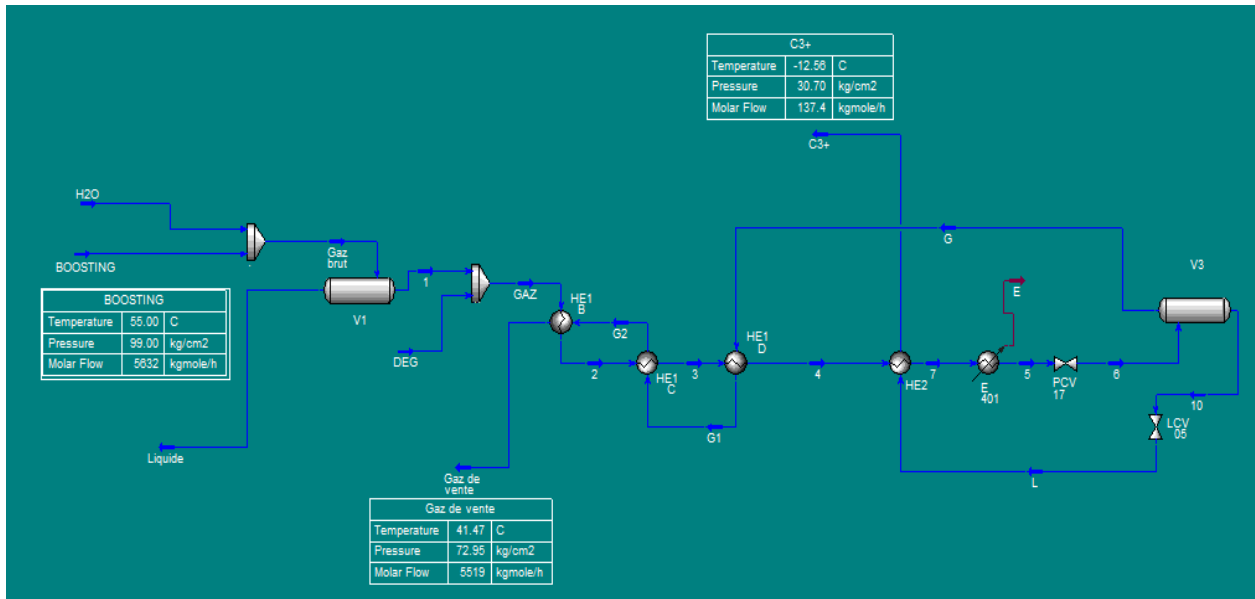 C3+
Temperature -12.56 C
Pressure 30.70 kg/cm2
Molar Flow 137.4 kgmole/h
C3+
H2O
BOOSTING
Gaz
brut
BOOSTING
Temperature 55.00 C
Pressure 99.00 kg/cm2
Molar Flow 5632 kgmole/h
V1
1
GAZ
DEG
HE1
B
G2
2
HE1
C
3
HE1
D
G1
4
HE2
7
E
401
E
5
PCV
17
6
G
V3
10
LCV
05
L
Liquide
Gaz de
vente
Gaz de vente
Temperature 41.47 C
Pressure 72.95 kg/cm2
Molar Flow 5519 kgmole/h